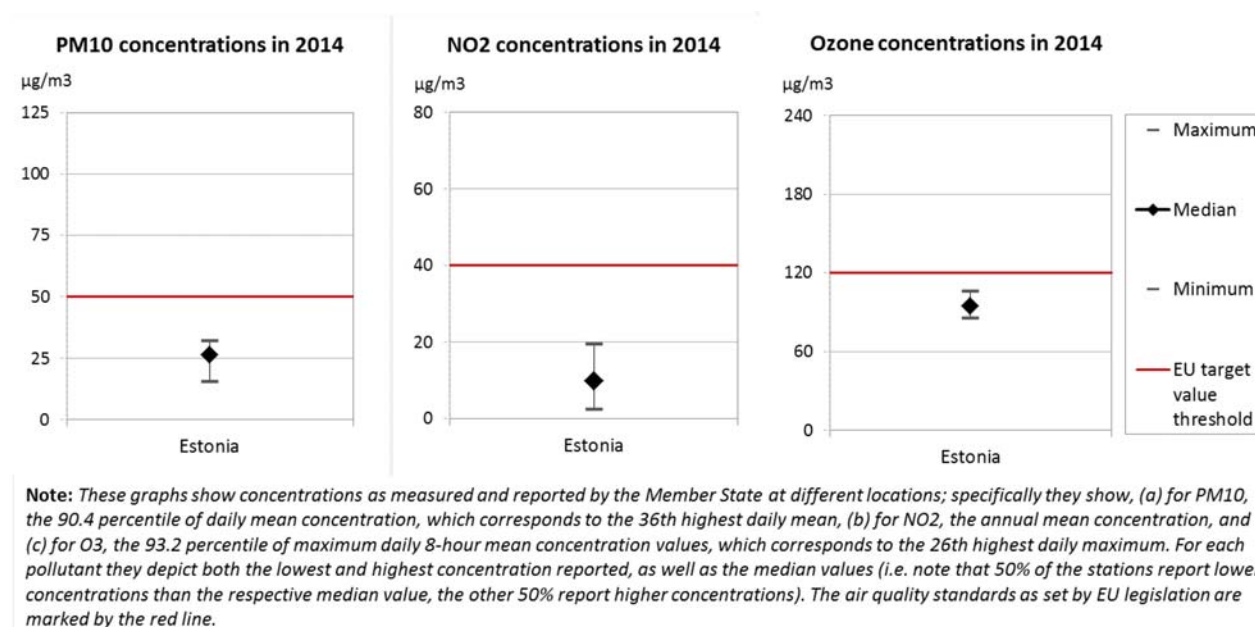 PM10 concentrations in 2014
µg/m3
125
100
75
50
25
0
Estonia
NO2 concentrations in 2014
µg/m3
80
60
40
20
0
Estonia
Ozone concentrations in 2014
µg/m3
240
180
120
60
0
Estonia
Maximum
Median
Minimum
EU target
value
threshold
Note: These graphs show concentrations as measured and reported by the Member State at different locations; specifically they show, (a) for PM10,
the 90.4 percentile of daily mean concentration, which corresponds to the 36th highest daily mean, (b) for NO2, the annual mean concentration, and
(c) for O3, the 93.2 percentile of maximum daily 8-hour mean concentration values, which corresponds to the 26th highest daily maximum. For each
pollutant they depict both the lowest and highest concentration reported, as well as the median values (i.e. note that 50% of the stations report lower
concentrations than the respective median value, the other 50% report higher concentrations). The air quality standards as set by EU legislation are
marked by the red line.